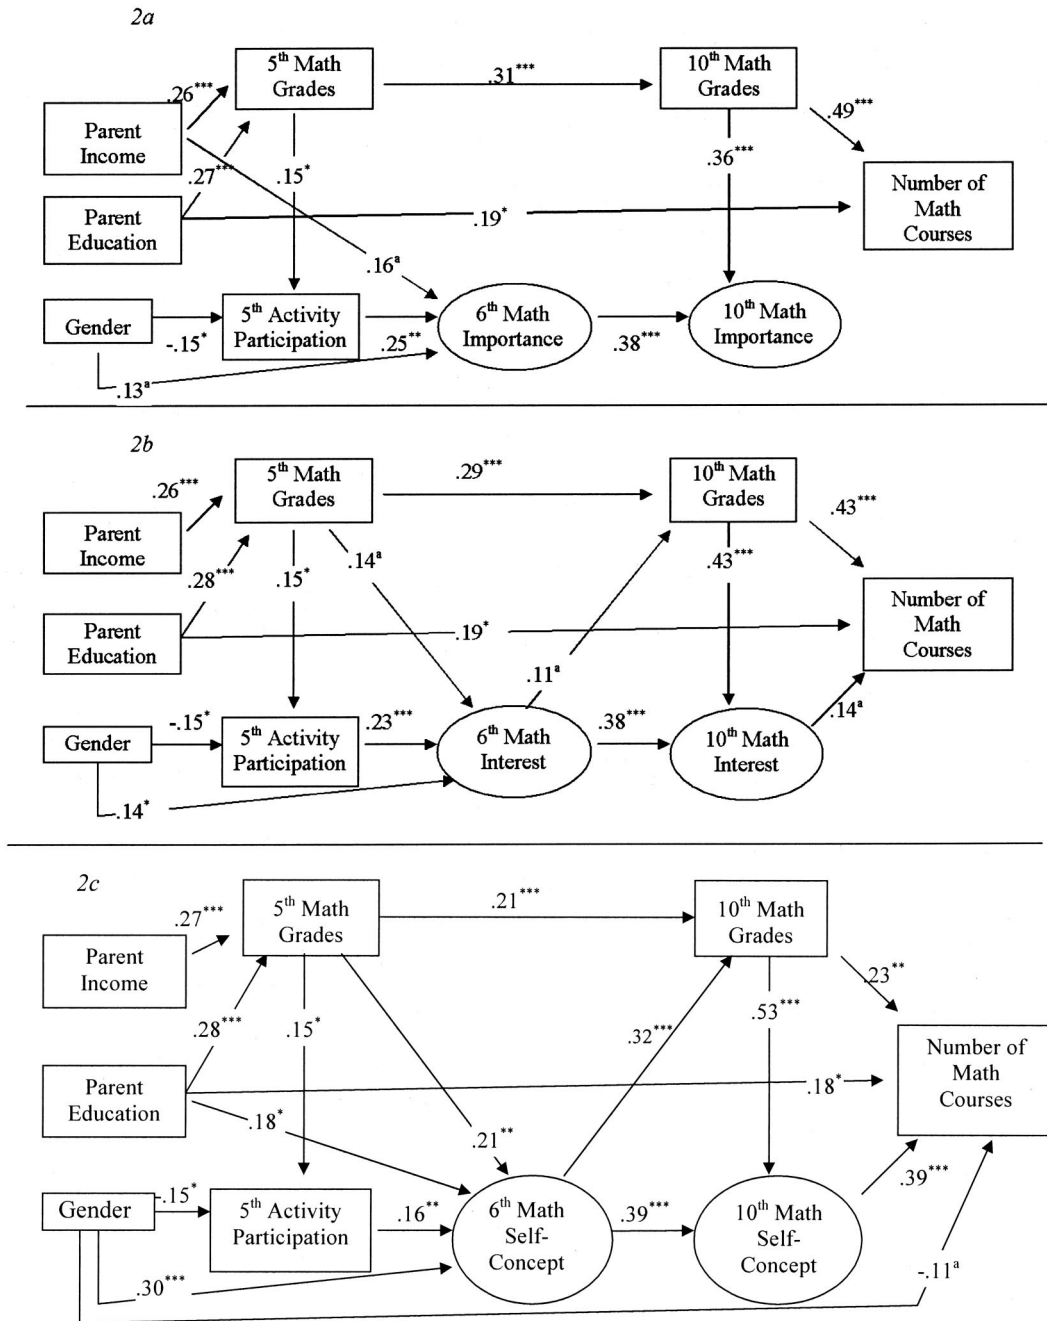 2a
5th Math
Grades
.31***
10th Math
Grades
.26***
.49***
Parent
Income
.27***
.15*
.36***
Number of
Math
Courses
Parent
Education
.19*
.16a
Gender
-.15*
5th Activity
Participation
.25**
6th Math
Importance
.38***
10th Math
Importance
.13a
2b
5th Math
Grades
.29***
10th Math
Grades
.26***
.43***
Parent
Income
.28***
.15*
.14a
.43***
Number of
Math
Courses
Parent
Education
.19*
.11a
.14a
Gender
-.15*
5th Activity
Participation
.23***
6th Math
Interest
.38***
10th Math
Interest
.14*
2c
5th Math
Grades
.21***
10th Math
Grades
.27***
.23**
Parent
Income
.28***
.15*
.32***
.53***
Number of
Math
Courses
Parent
Education
.18*
.18*
.21**
.39***
Gender
-.15*
5th Activity
Participation
.16**
6th Math
Self-
Concept
.39***
10th Math
Self-
Concept
.30***
-.11a